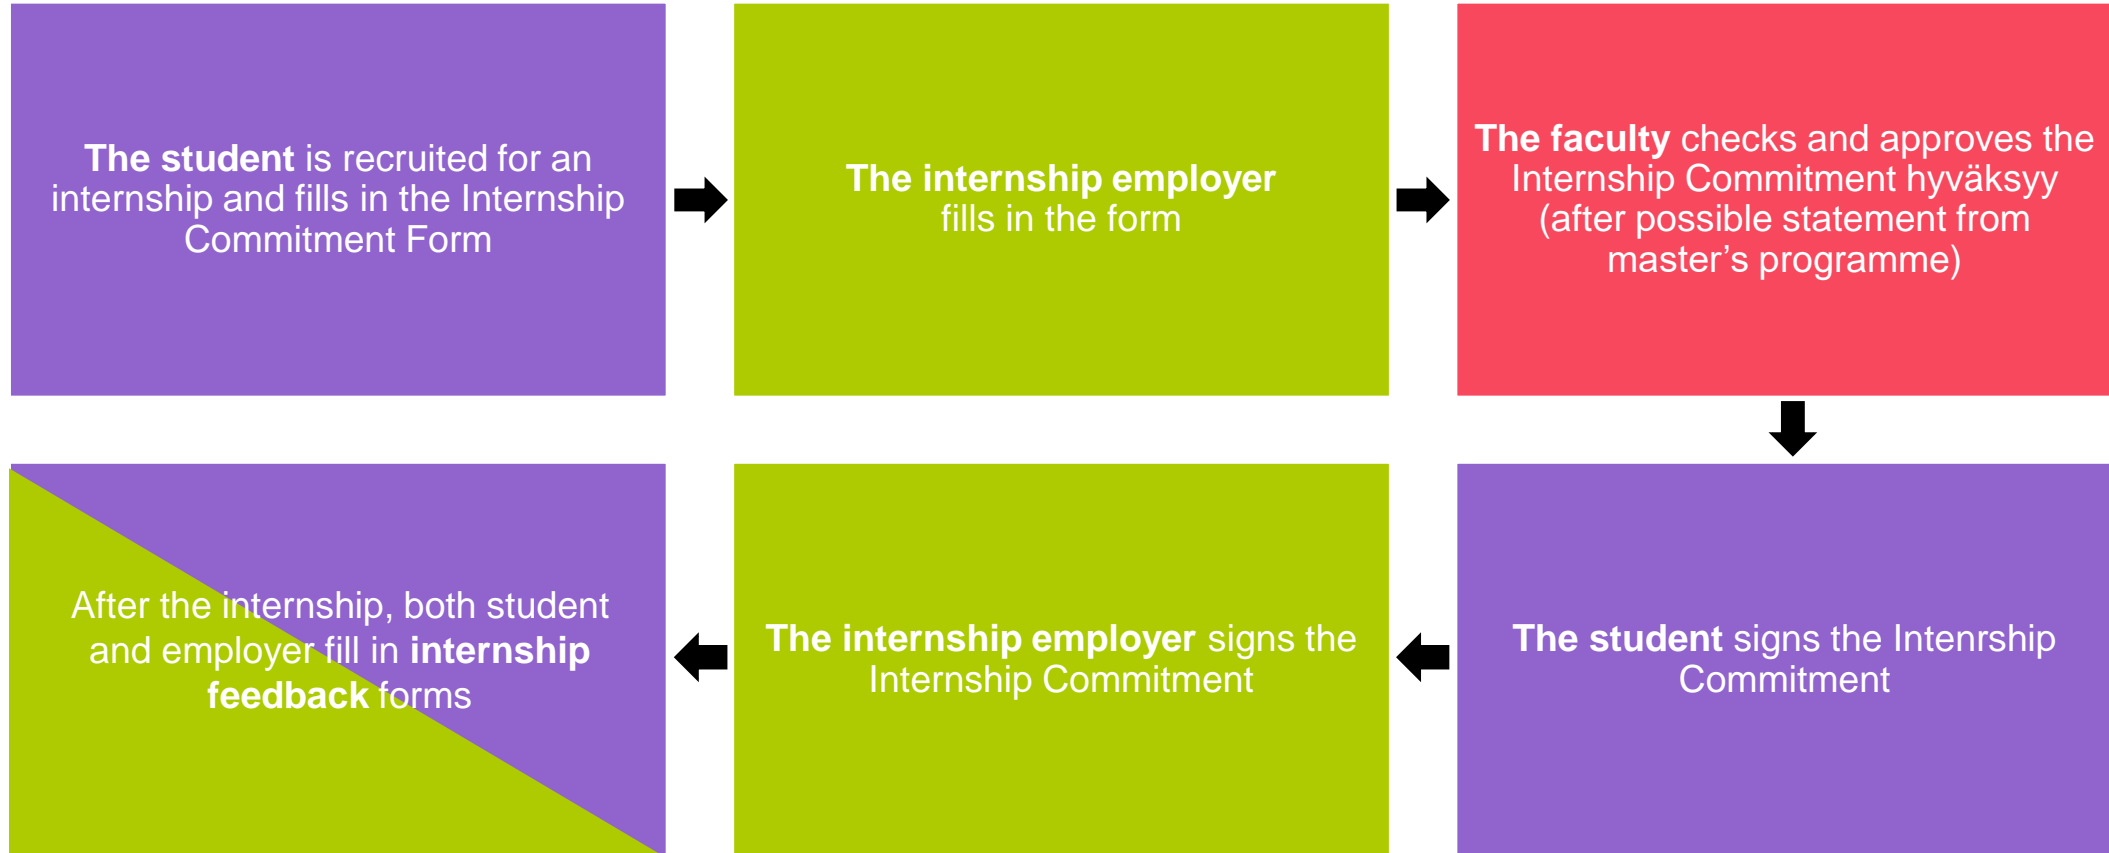 The student is recruited for an
internship and fills in the Internship
Commitment Form
The internship employer
fills in the form
The faculty checks and approves the
Internship Commitment hyväksyy
(after possible statement from
master’s programme)
The student signs the Intenrship
Commitment
The internship employer signs the
Internship Commitment
After the internship, both student
and employer fill in internship
feedback forms